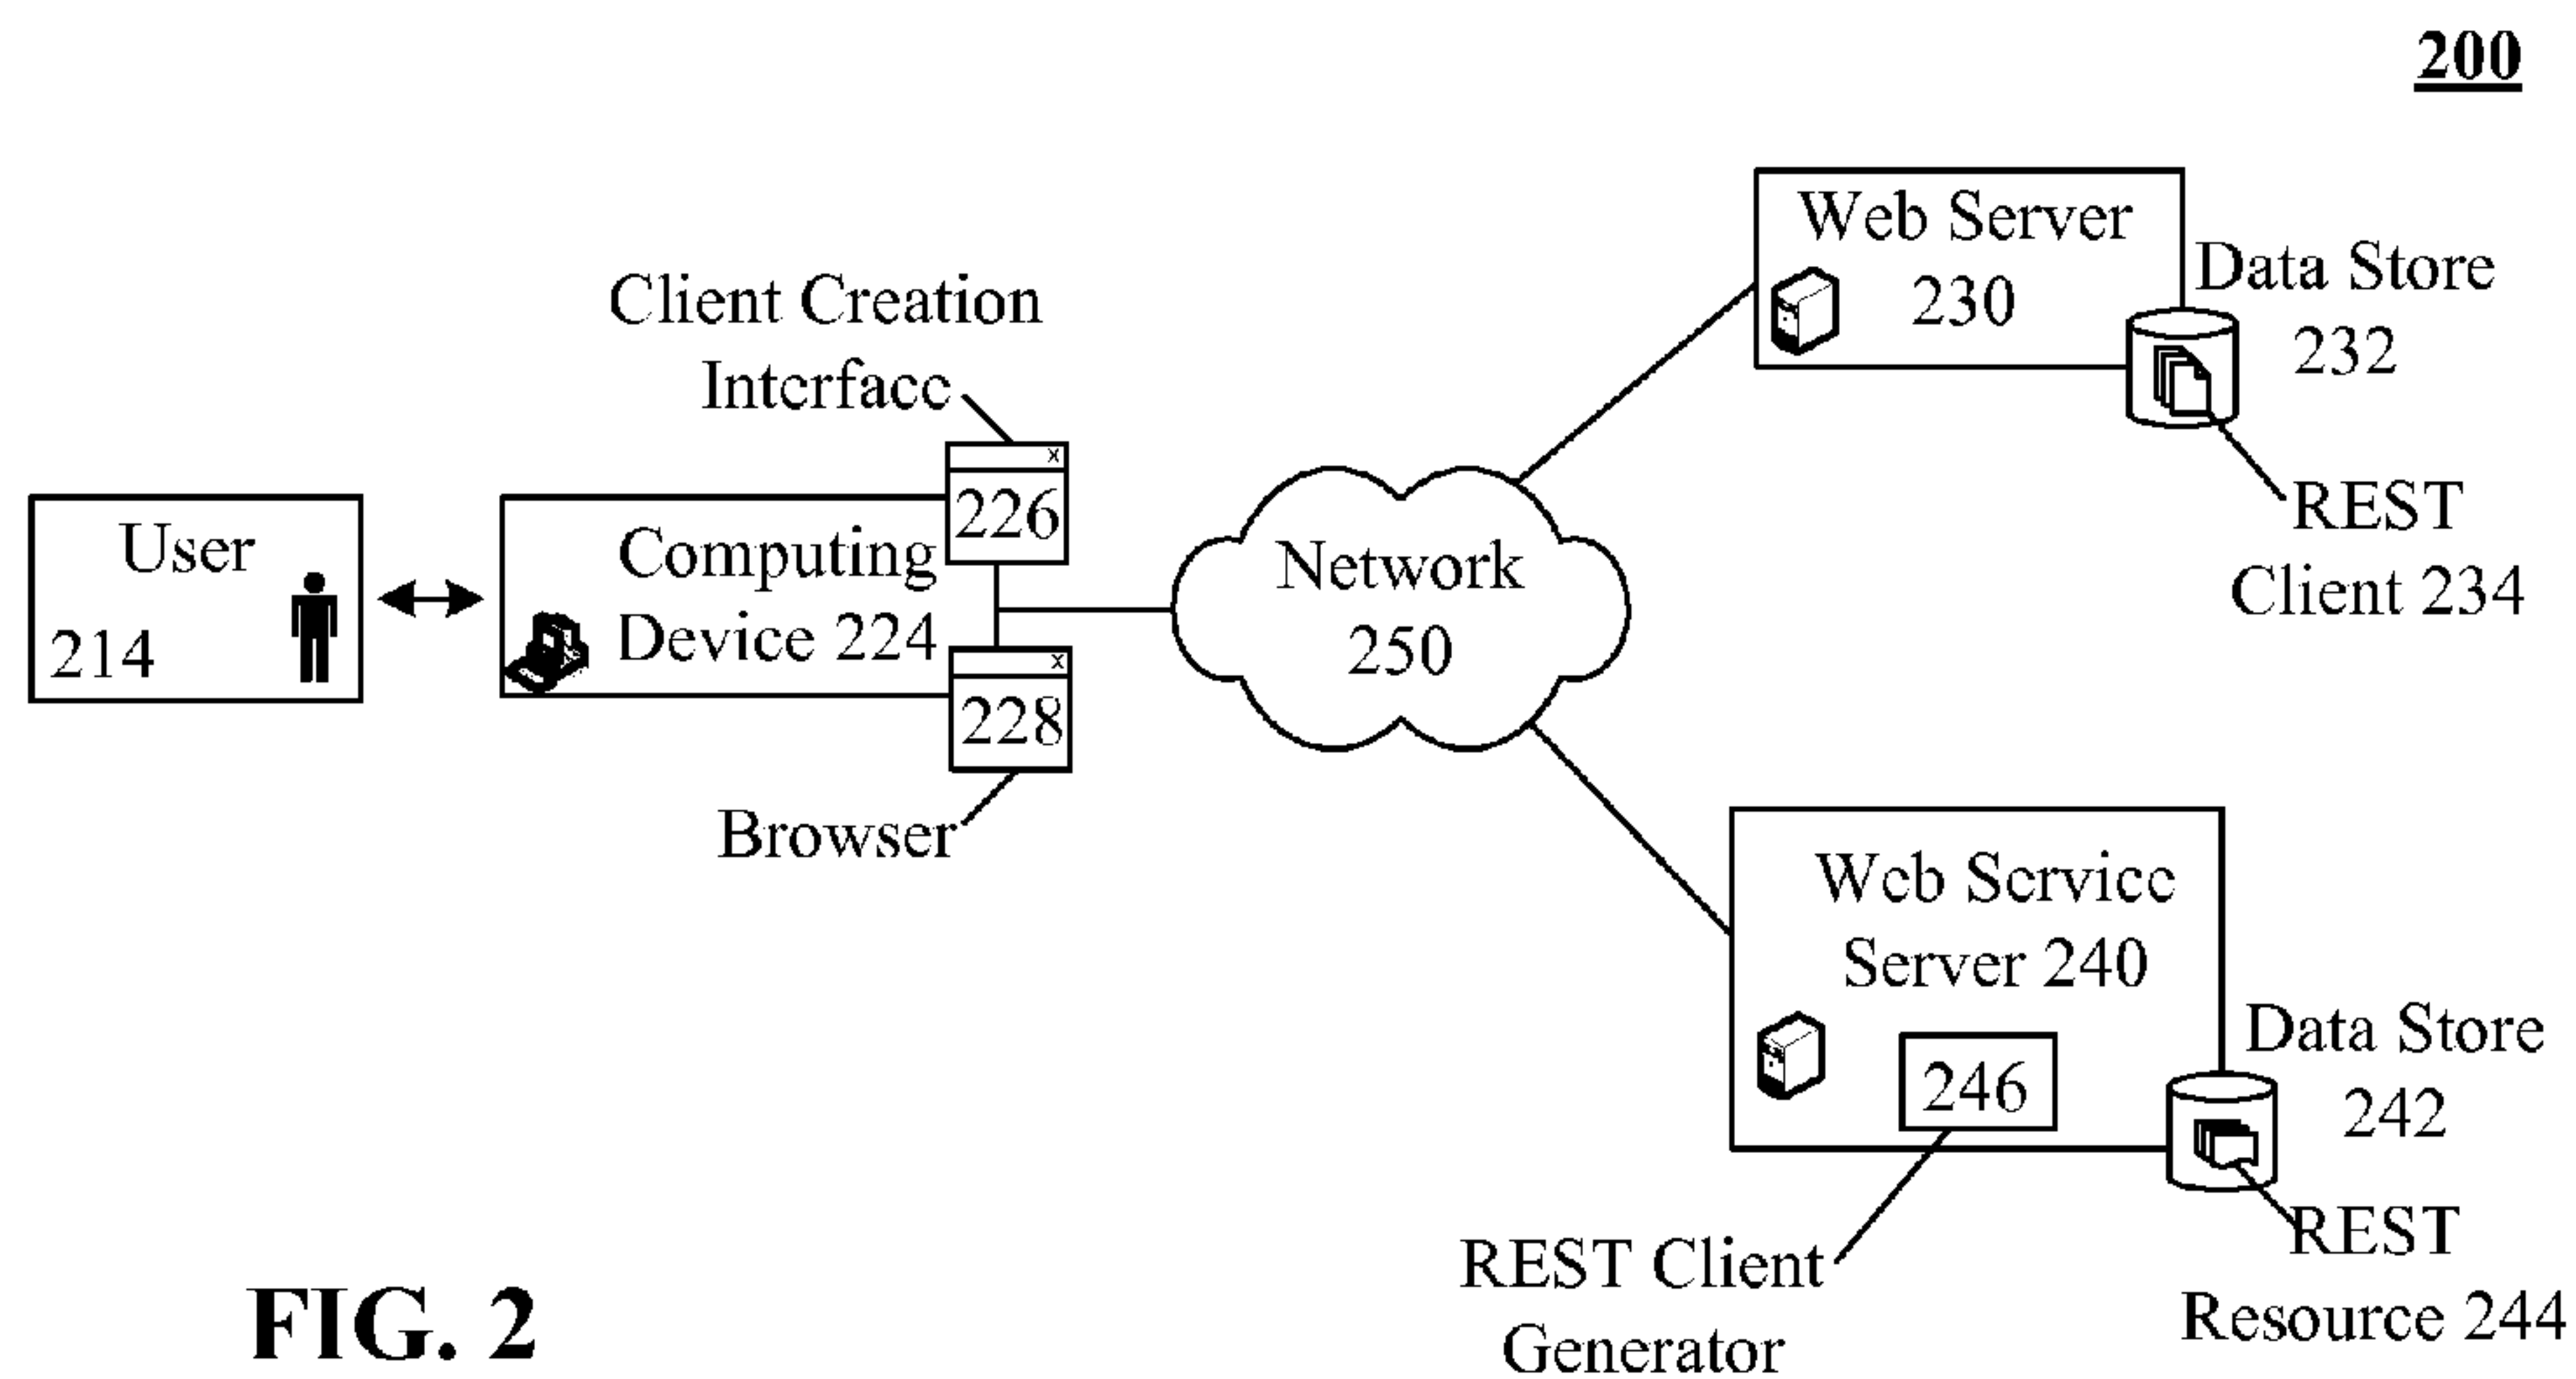 200
Web Server
230
Data Store
232
REST
Client 234
Client Creation
Interface
x
226
User
214
Computing
Device 224
x
228
Browser
Network
250
Web Service
Server 240
246
Data Store
242
REST
Resource 244
REST Client
Generator
FIG. 2